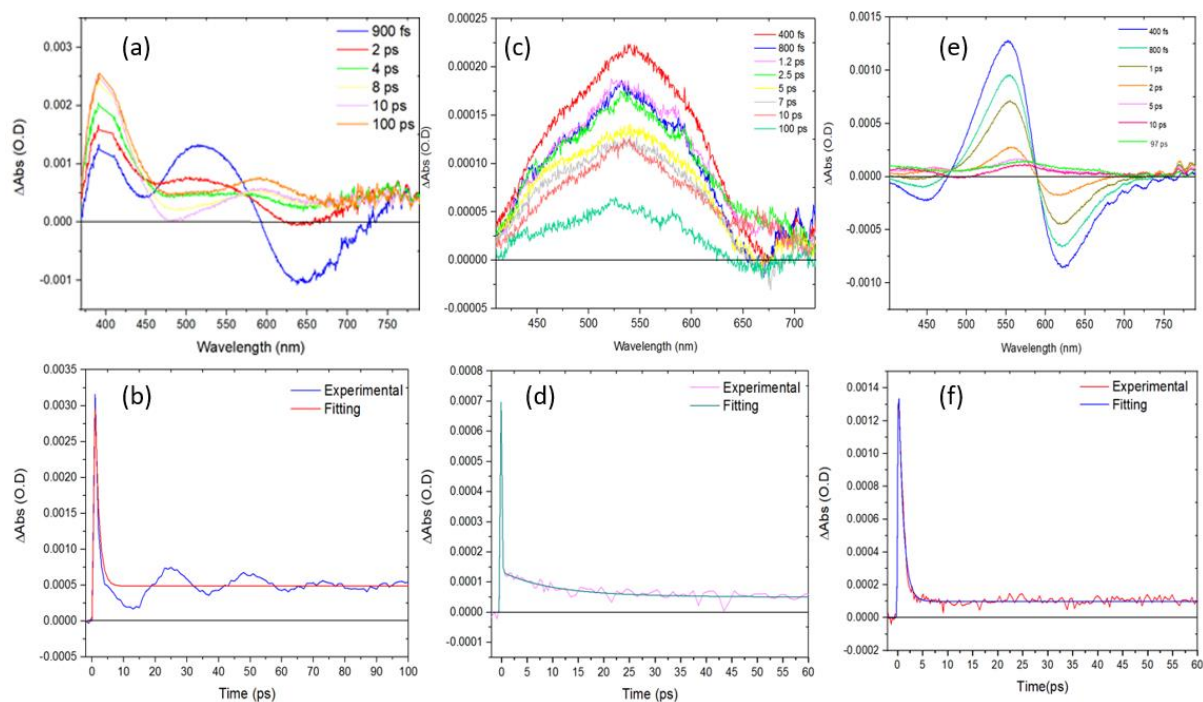 (a)
900 fs
2 ps
4 ps
8 ps
10 ps
100 ps
0.003
0.002
0.001
0.000
-0.001
ΔAbs (O.D)
400 450 500 550 600 650 700 750
Wavelength (nm)
(c)
400 fs
800 fs
1.2 ps
2.5 ps
5 ps
7 ps
10 ps
100 ps
0.00025
0.00020
0.00015
0.00010
0.00005
0.00000
-0.00005
ΔAbs (O.D)
450 500 550 600 650 700
Wavelength (nm)
(e)
400 fs
800 fs
1 ps
2 ps
5 ps
10 ps
97 ps
0.0015
0.0010
0.0005
0.0000
-0.0005
-0.0010
ΔAbs (O.D)
450 500 550 600 650 700 750
Wavelength (nm)
(b)
Experimental
Fitting
0.0035
0.0030
0.0025
0.0020
0.0015
0.0010
0.0005
0.0000
-0.0005
ΔAbs (O.D)
0 10 20 30 40 50 60 70 80 90 100
Time (ps)
(d)
Experimental
Fitting
0.0008
0.0007
0.0006
0.0005
0.0004
0.0003
0.0002
0.0001
0.0000
-0.0001
ΔAbs (O.D)
0 5 10 15 20 25 30 35 40 45 50 55 60
Time (ps)
(f)
Experimental
Fitting
0.0014
0.0012
0.0010
0.0008
0.0006
0.0004
0.0002
0.0000
-0.0002
ΔAbs (O.D)
0 5 10 15 20 25 30 35 40 45 50 55 60
Time(ps)